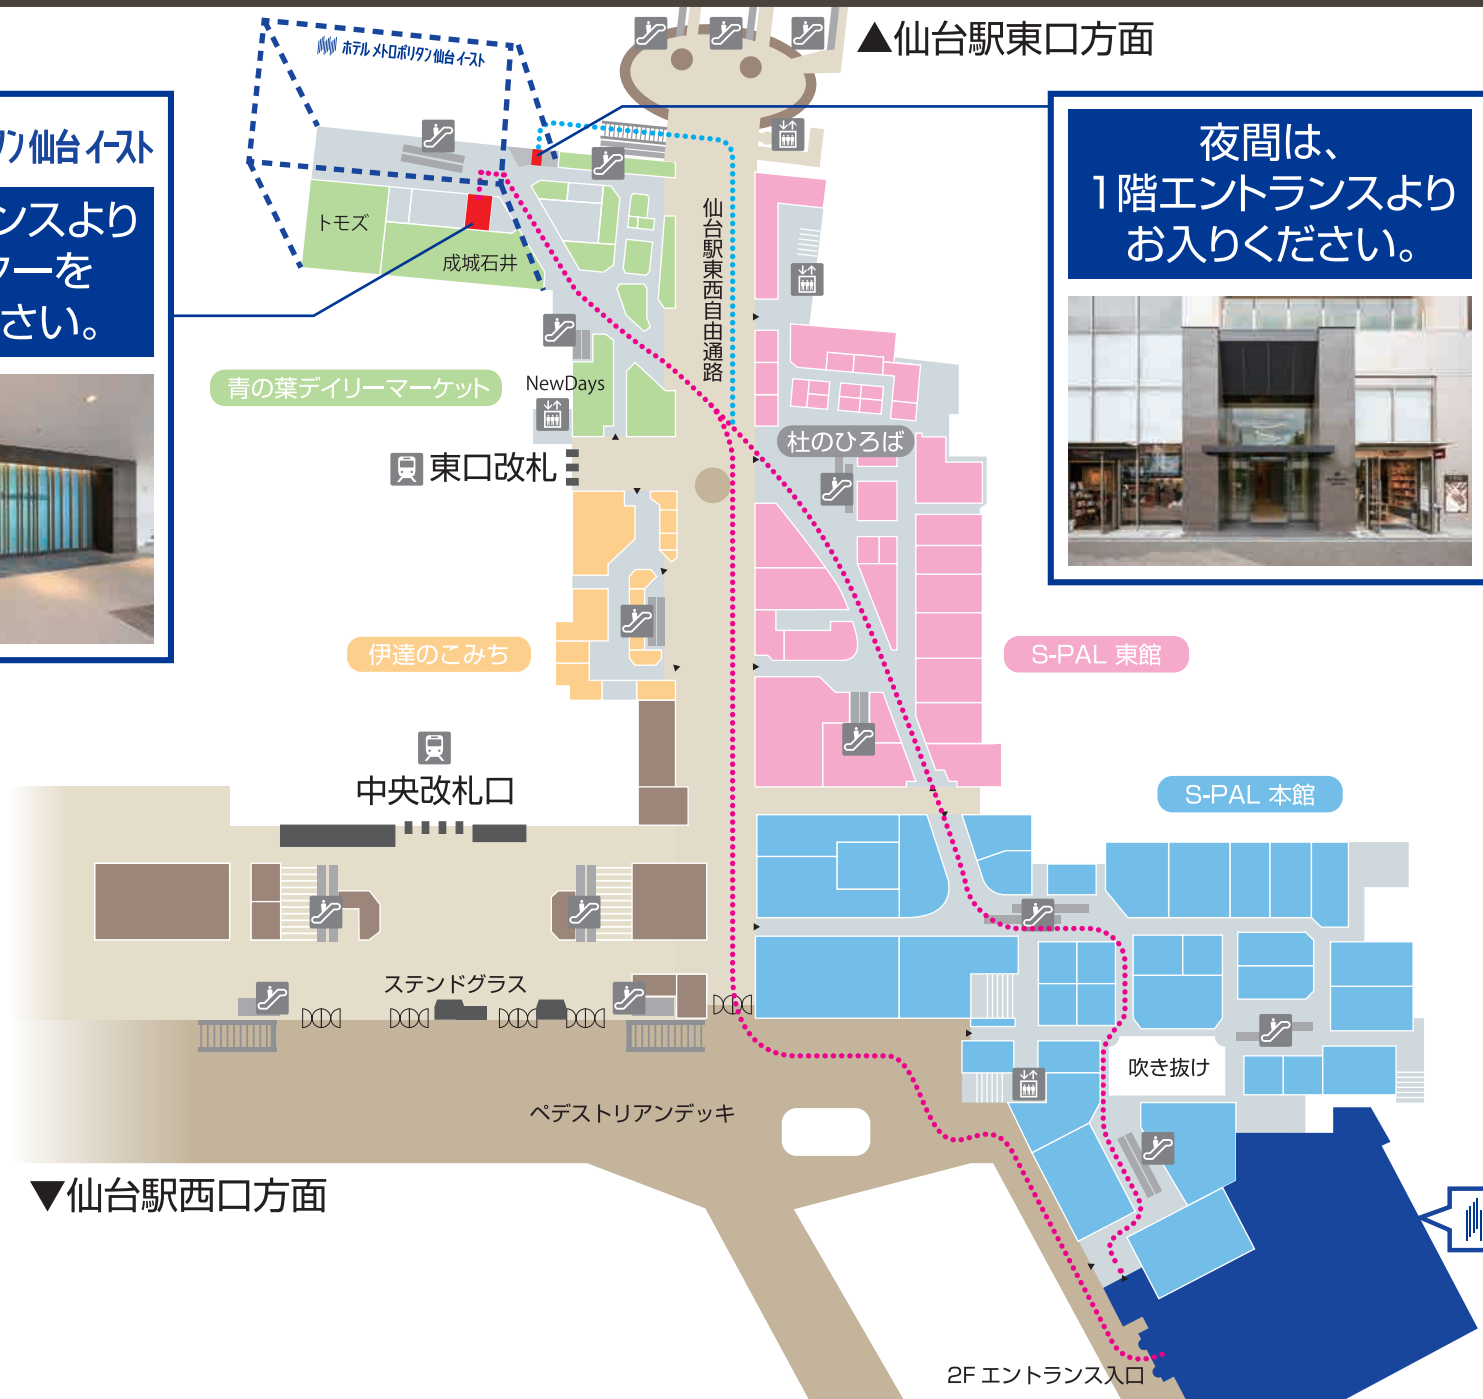 ▲仙台駅東口方面
ホテル メトロポリタン 仙台 イースト
仙台 イースト
ンスより
ターを
さい。
夜間は、
1階エントランスより
お入りください。
トモズ
成城石井
仙台駅東西自由通路
青の葉デイリーマーケット
NewDays
杜のひろば
東口改札
伊達のこみち
S-PAL 東館
中央改札口
S-PAL 本館
ステンドグラス
吹き抜け
ペデストリアンデッキ
▼仙台駅西口方面
2F エントランス入口